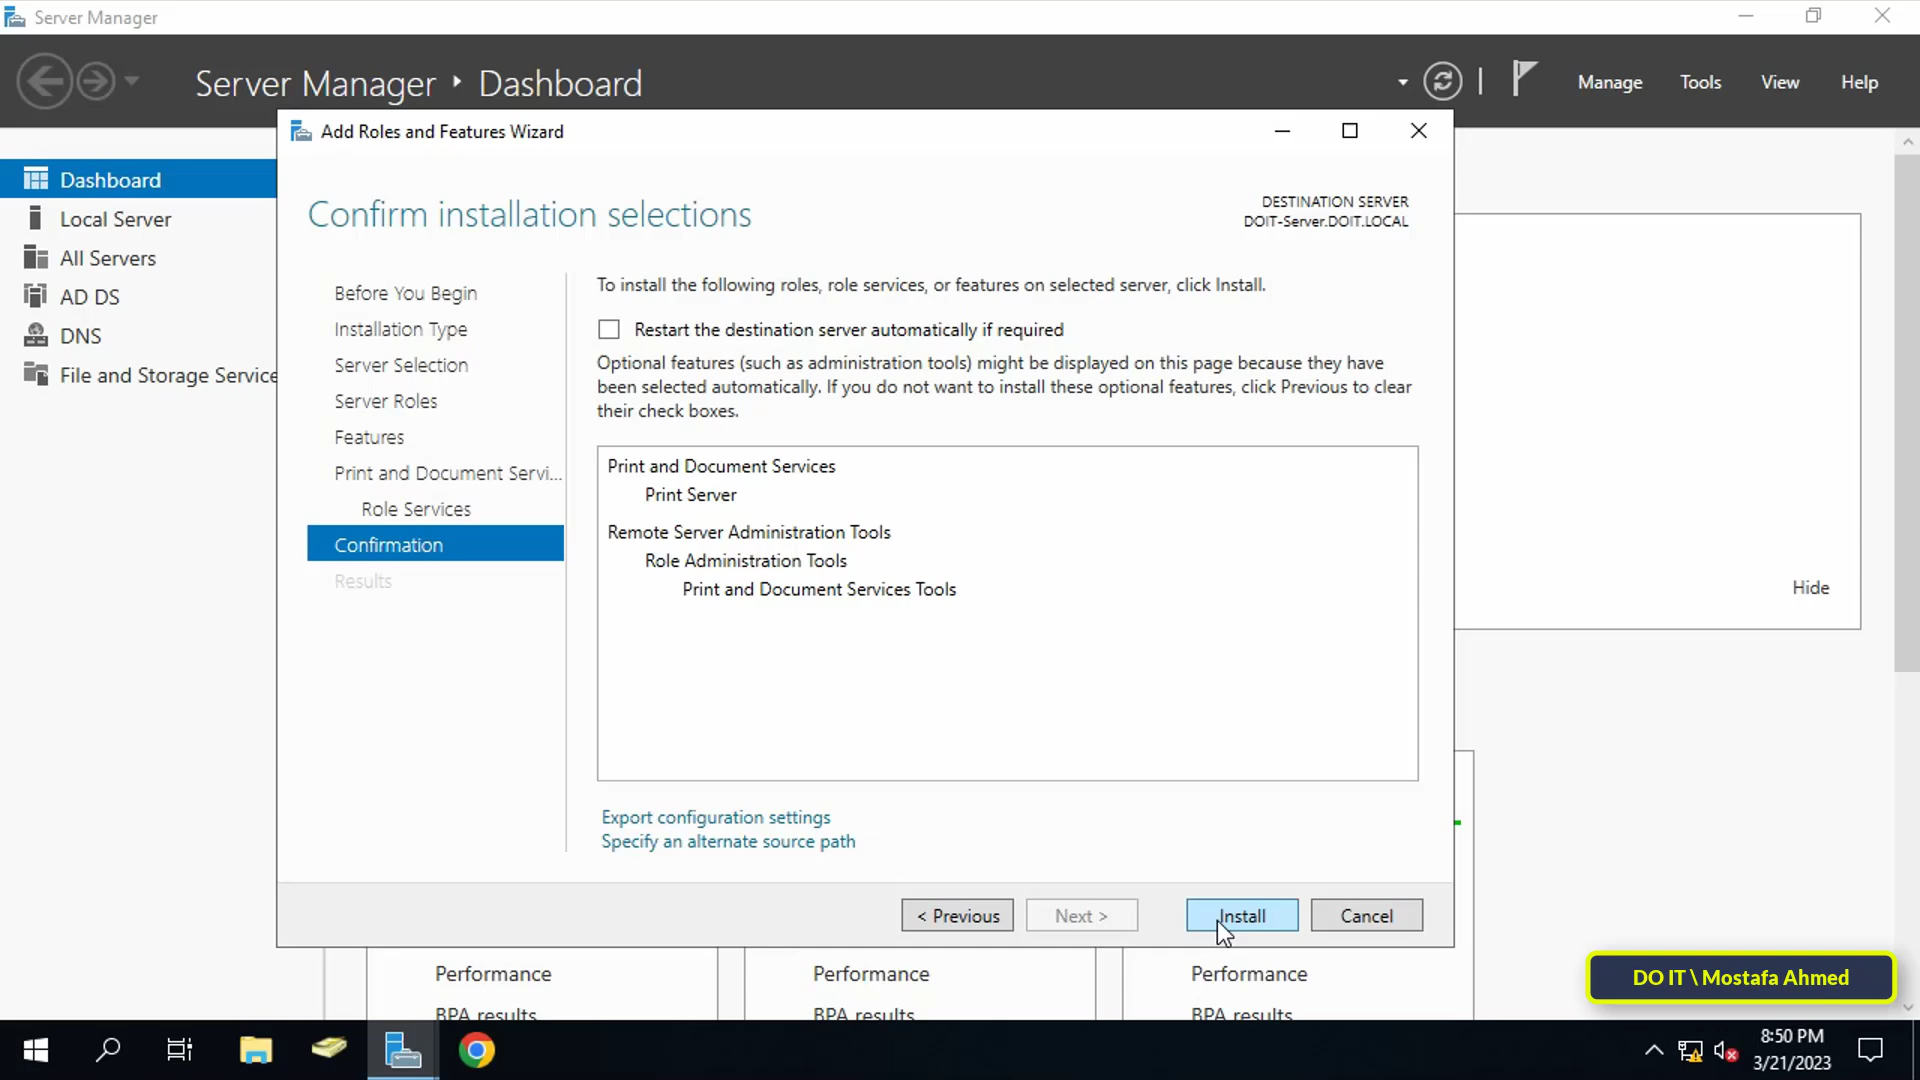 Server Manager
Server Manager ‣ Dashboard
Manage
Tools
View
Help
Add Roles and Features Wizard
Dashboard
Local Server
All Servers
AD DS
DNS
File and Storage Service
Confirm installation selections
DESTINATION SERVER
DOIT-Server.DOIT.LOCAL
Before You Begin
Installation Type
Server Selection
Server Roles
Features
Print and Document Servi...
Role Services
Confirmation
Results
To install the following roles, role services, or features on selected server, click Install.
Restart the destination server automatically if required
Optional features (such as administration tools) might be displayed on this page because they have
been selected automatically. If you do not want to install these optional features, click Previous to clear
their check boxes.
Print and Document Services
Print Server
Remote Server Administration Tools
Role Administration Tools
Print and Document Services Tools
Hide
Export configuration settings
Specify an alternate source path
< Previous
Next >
Install
Cancel
Performance
Performance
Performance
BPA results
BPA results
BPA results
DO IT \ Mostafa Ahmed
8:50 PM
3/21/2023